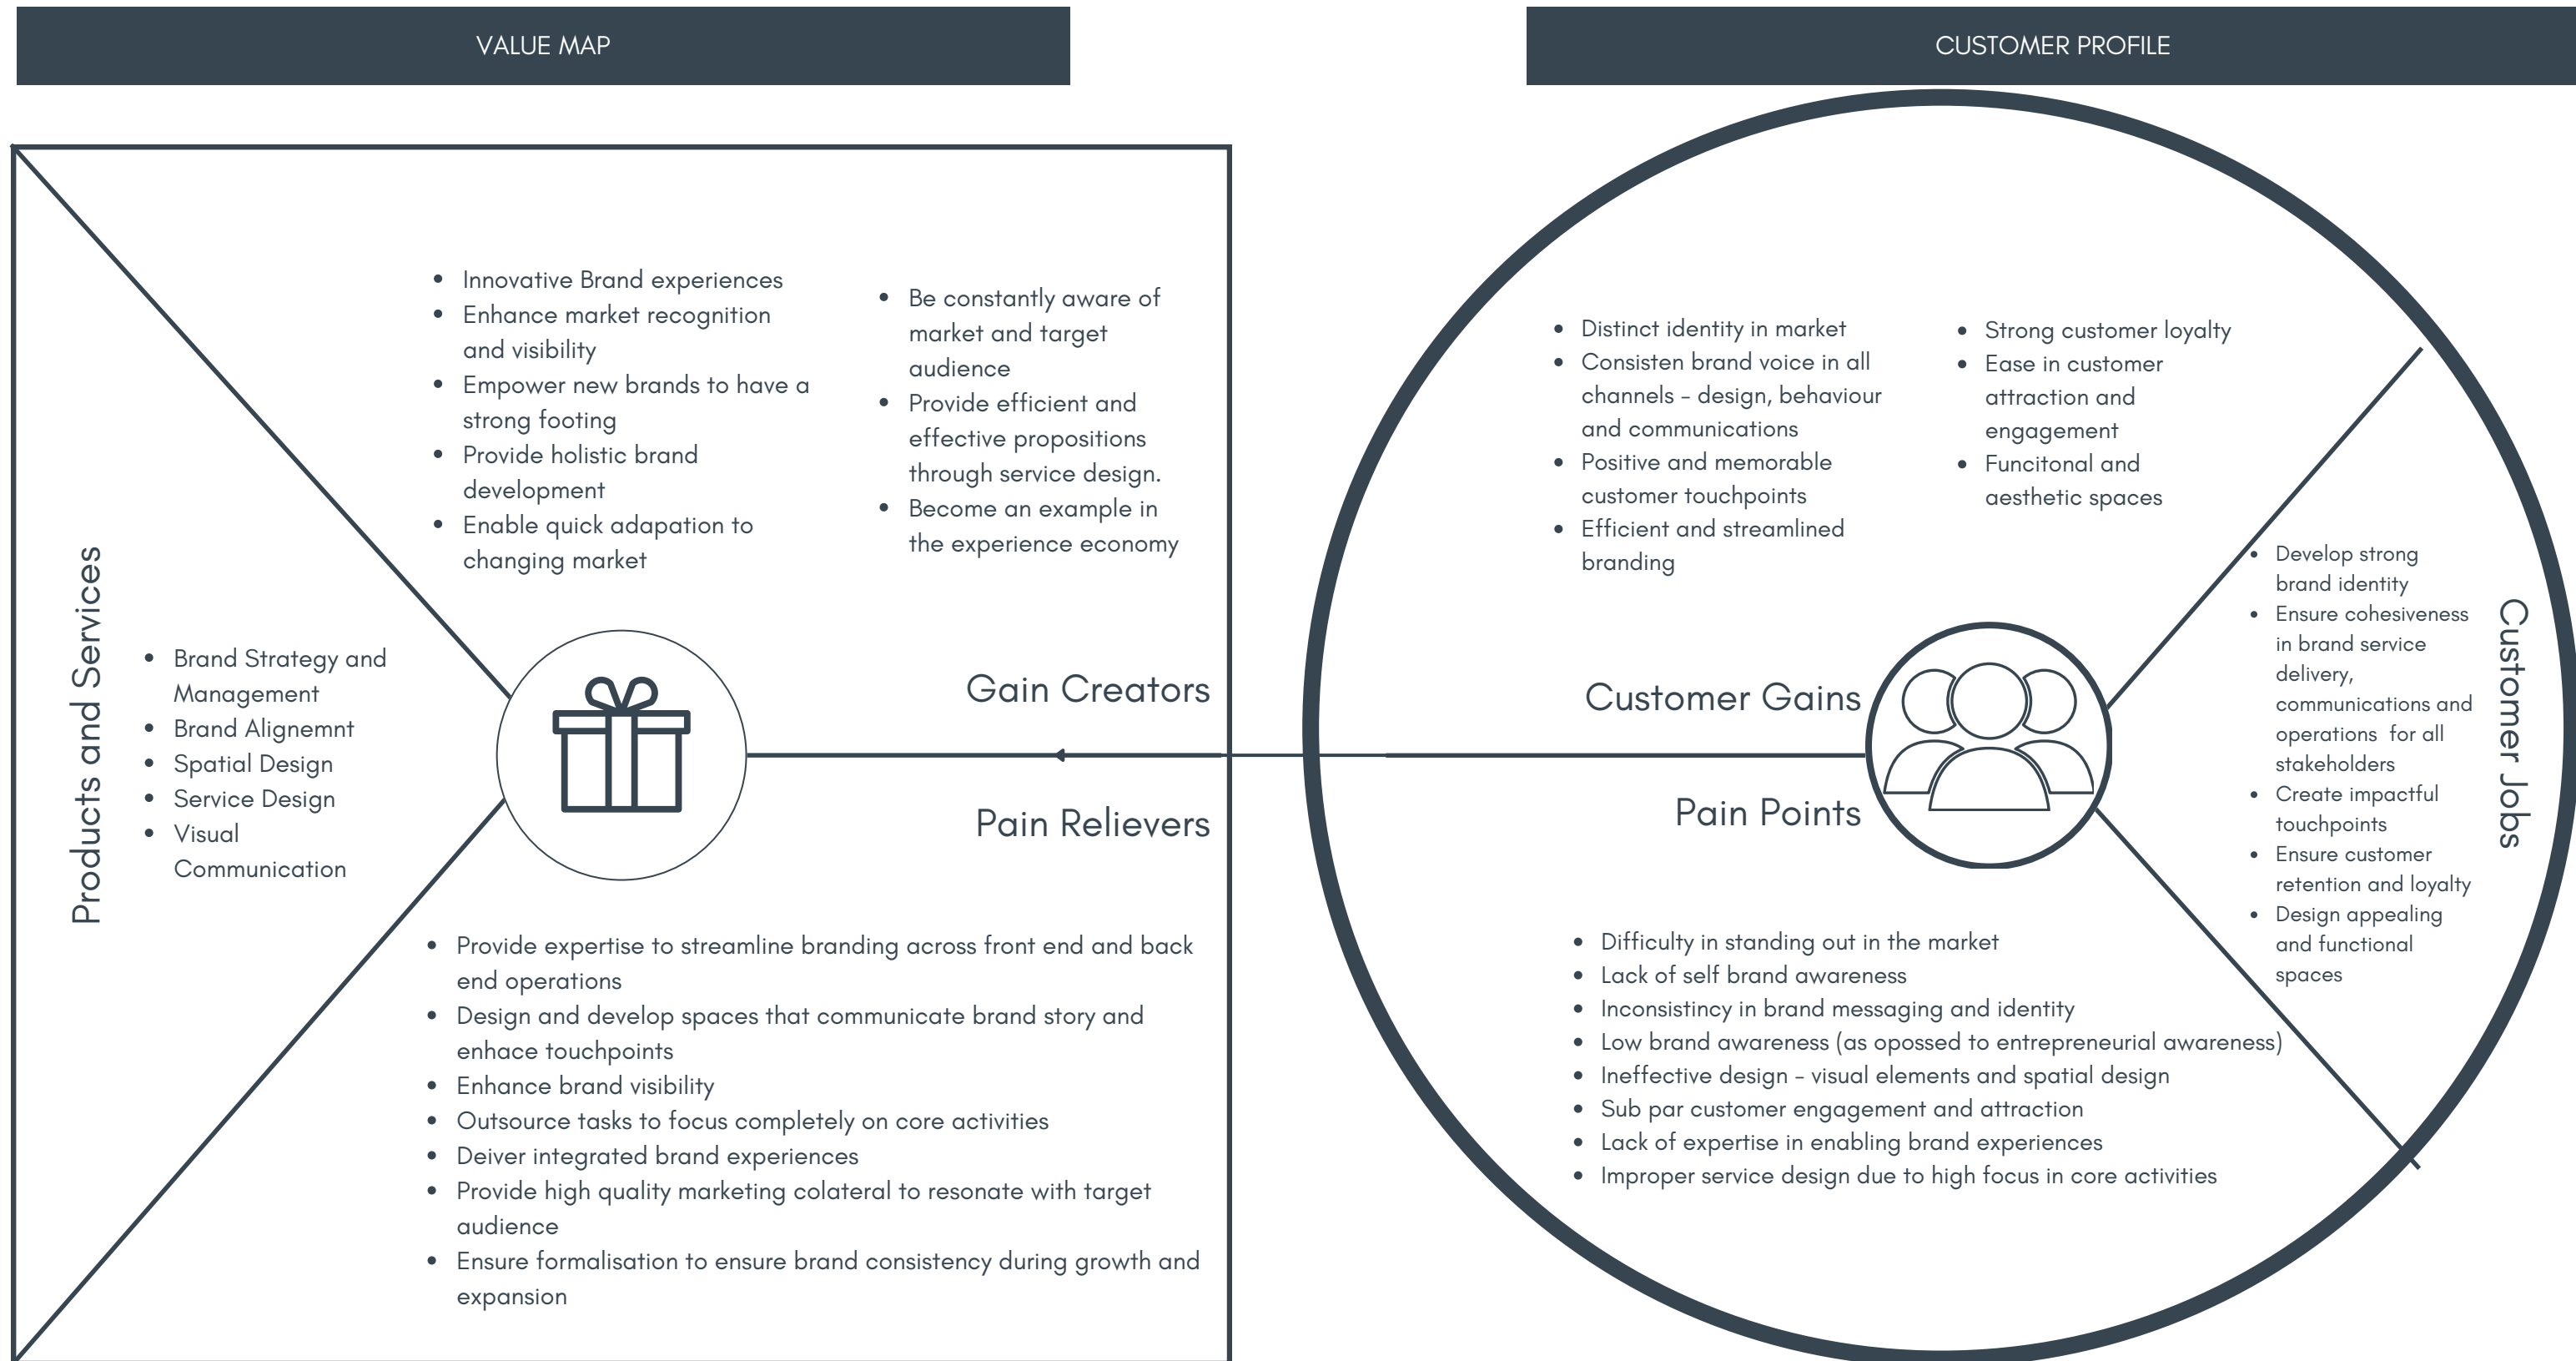 VALUE MAP
CUSTOMER PROFILE
Products and Services
Brand Strategy and
Management
Brand Alignemnt
Spatial Design
Service Design
Visual
Communication
Innovative Brand experiences
Enhance market recognition
and visibility
Empower new brands to have a
strong footing
Provide holistic brand
development
Enable quick adapation to
changing market
Be constantly aware of
market and target
audience
Provide efficient and
effective propositions
through service design.
Become an example in
the experience economy
Gain Creators
Pain Relievers
Provide expertise to streamline branding across front end and back
end operations
Design and develop spaces that communicate brand story and
enhace touchpoints
Enhance brand visibility
Outsource tasks to focus completely on core activities
Deiver integrated brand experiences
Provide high quality marketing colateral to resonate with target
audience
Ensure formalisation to ensure brand consistency during growth and
expansion
Distinct identity in market
Consisten brand voice in all
channels - design, behaviour
and communications
Positive and memorable
customer touchpoints
Efficient and streamlined
branding
Strong customer loyalty
Ease in customer
attraction and
engagement
Funcitonal and
aesthetic spaces
Customer Gains
Pain Points
Difficulty in standing out in the market
Lack of self brand awareness
Inconsistincy in brand messaging and identity
Low brand awareness (as opossed to entrepreneurial awareness)
Ineffective design - visual elements and spatial design
Sub par customer engagement and attraction
Lack of expertise in enabling brand experiences
Improper service design due to high focus in core activities
Develop strong
brand identity
Ensure cohesiveness
in brand service
delivery,
communications and
operations for all
stakeholders
Create impactful
touchpoints
Ensure customer
retention and loyalty
Design appealing
and functional
spaces
Customer Jobs